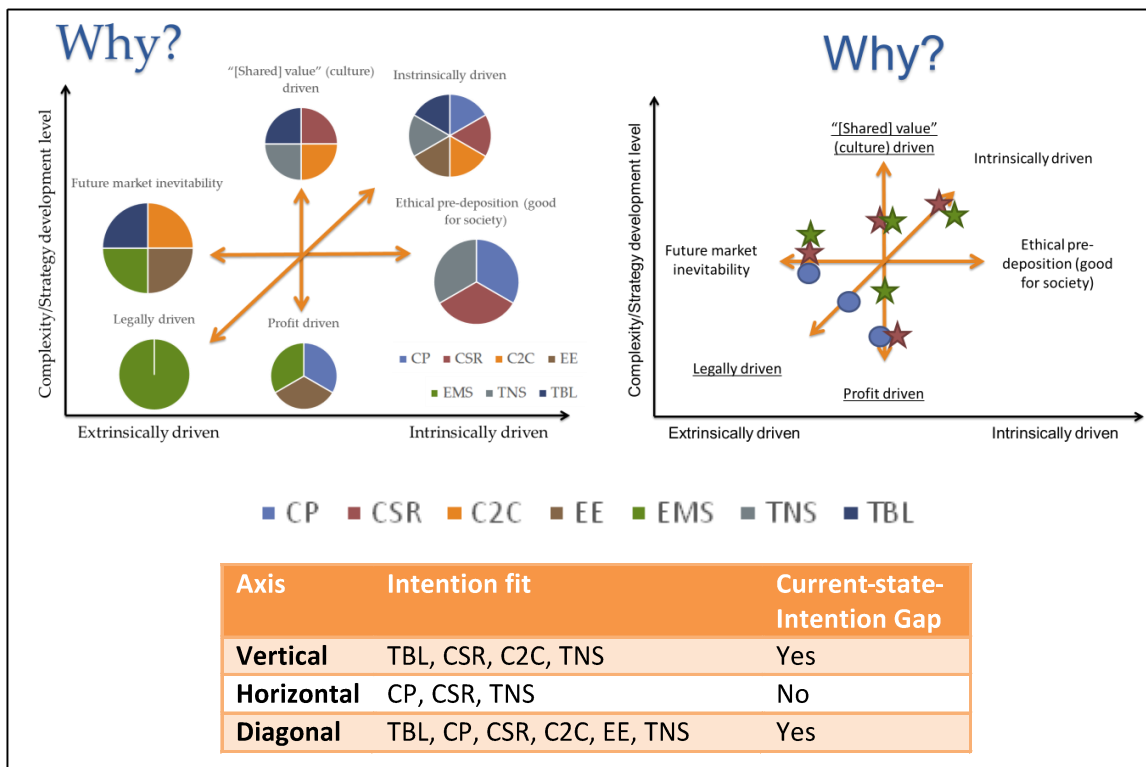 Why?
"[Shared] value" (culture)
driven
Instrinsically driven
Future market inevitability
Ethical pre-deposition (good
for society)
Legally driven
Profit driven
CP CSR C2C EE
EMS TNS TBL
Complexity/Strategy development level
Extrinsically driven
Intrinsically driven
Why?
"[Shared] value"
(culture) driven
Intrinsically driven
Future market
inevitability
Ethical pre-
deposition (good
for society)
Legally driven
Profit driven
Complexity/Strategy development level
Extrinsically driven
Intrinsically driven
CP CSR C2C EE EMS TNS TBL
Axis Intention fit Current-state-
Intention Gap
Vertical TBL, CSR, C2C, TNS Yes
Horizontal CP, CSR, TNS No
Diagonal TBL, CP, CSR, C2C, EE, TNS Yes